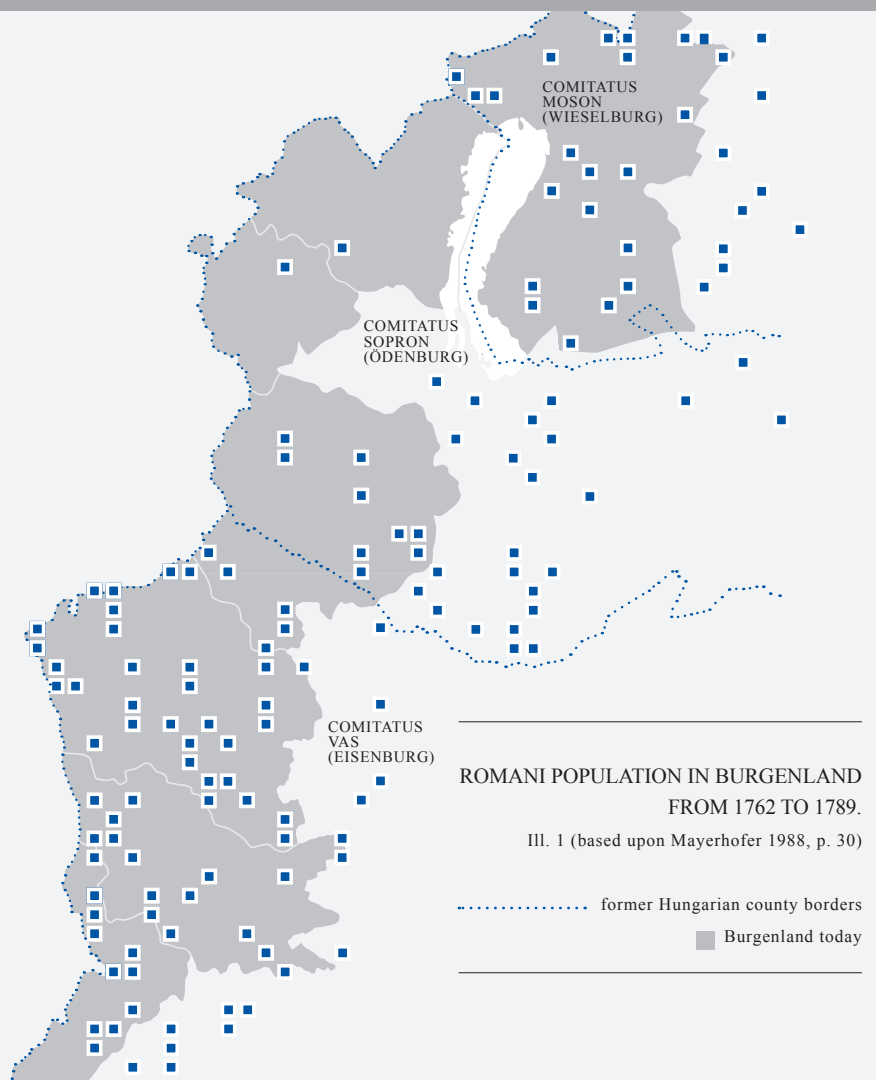 COMITATUS
MOSON
(WIESELBURG)
COMITATUS
SOPRON
(ÖDENBURG)
COMITATUS
VAS
(EISENBURG)
ROMANI POPULATION IN BURGENLAND
FROM 1762 TO 1789.
Ill. 1 (based upon Mayerhofer 1988, p. 30)
former Hungarian county borders
Burgenland today